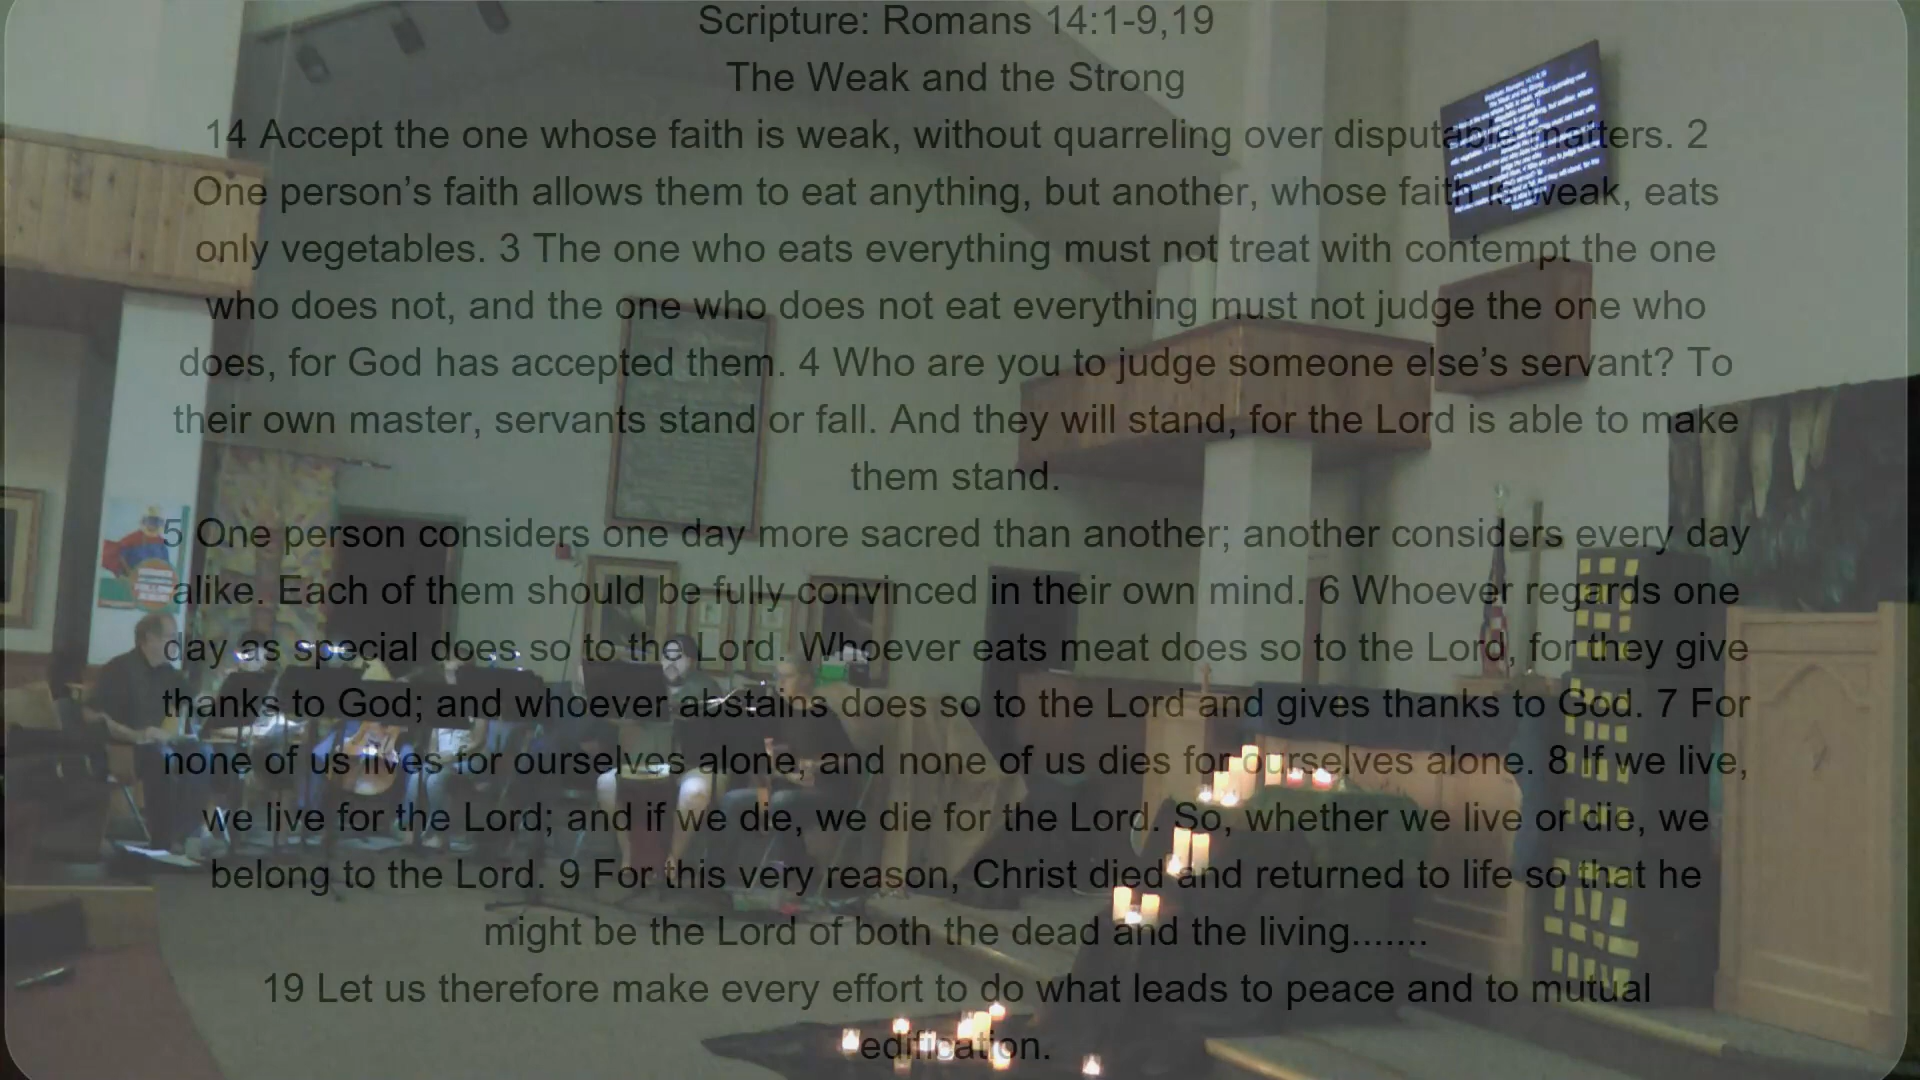 Scripture: Romans 14:1-9,19
The Weak and the Strong
14 Accept the one whose faith is weak, without quarreling over disputable matters. 2
One person’s faith allows them to eat anything, but another, whose faith is weak, eats
only vegetables. 3 The one who eats everything must not treat with contempt the one
who does not, and the one who does not eat everything must not judge the one who
does, for God has accepted them. 4 Who are you to judge someone else’s servant? To
their own master, servants stand or fall. And they will stand, for the Lord is able to make
them stand.
5 One person considers one day more sacred than another; another considers every day
alike. Each of them should be fully convinced in their own mind. 6 Whoever regards one
day as special does so to the Lord. Whoever eats meat does so to the Lord, for they give
thanks to God; and whoever abstains does so to the Lord and gives thanks to God. 7 For
none of us lives for ourselves alone, and none of us dies for ourselves alone. 8 If we live,
we live for the Lord; and if we die, we die for the Lord. So, whether we live or die, we
belong to the Lord. 9 For this very reason, Christ died and returned to life so that he
might be the Lord of both the dead and the living.......
19 Let us therefore make every effort to do what leads to peace and to mutual
edification.